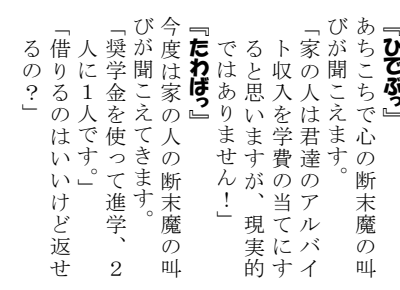 『ひでぶっ』
あちこちで心の断末魔の叫
びが聞こえます。
「家の人は君達のアルバイ
ト収入を学費の当てにす
ると思いますが、現実的
ではありません！」
『たわばっ』
今度は家の人の断末魔の叫
びが聞こえてきます。
「奨学金を使って進学、２
人に１人です。」
「借りるのはいいけど返せ
るの？」